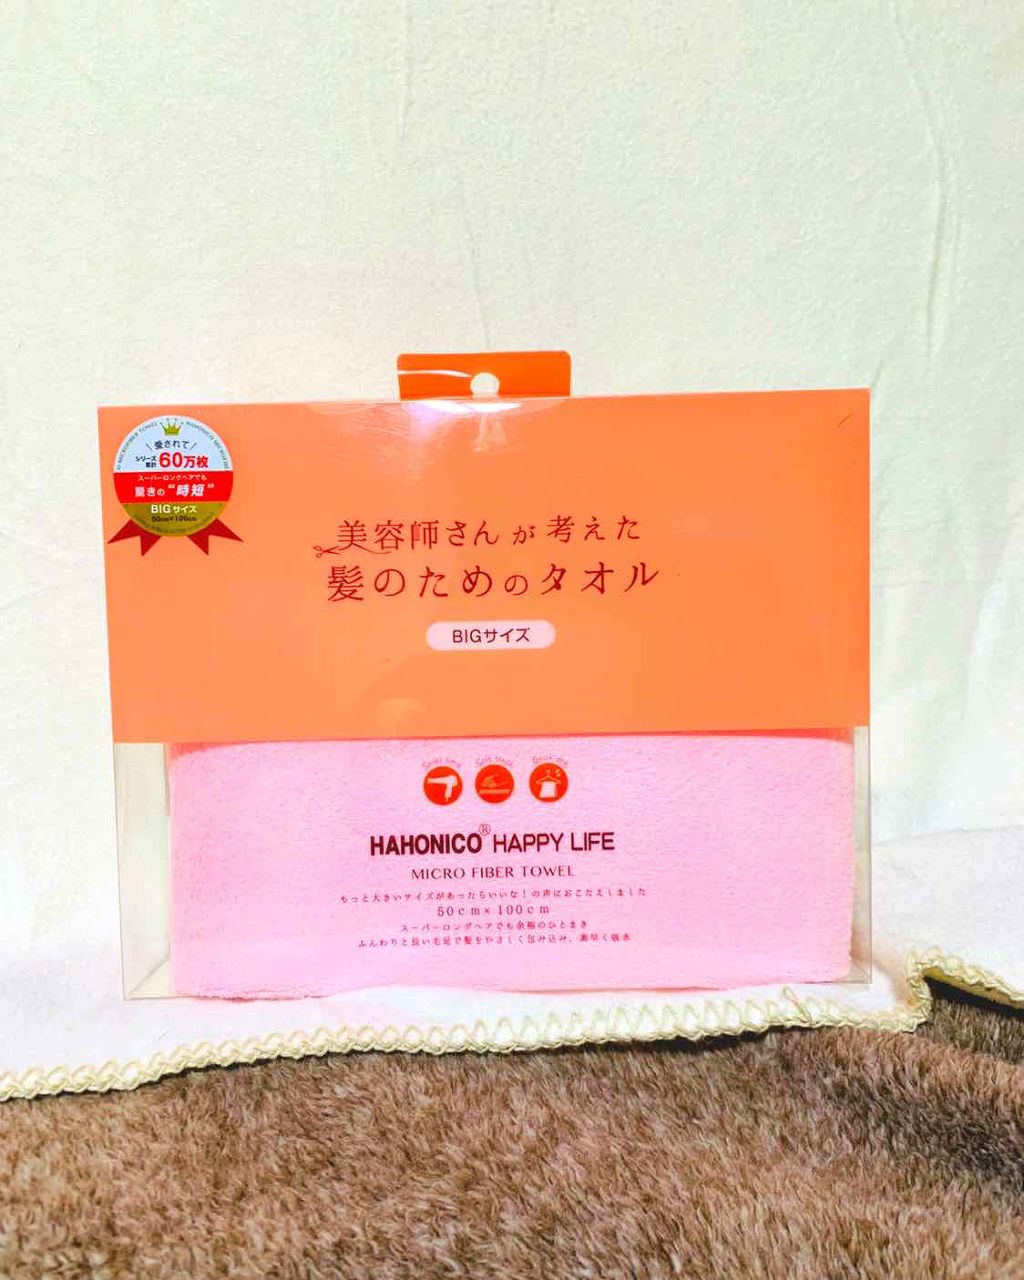 愛されて
シリーズ累計 60万枚
スーパーロングヘアでも
驚きの"時短"
BIGサイズ
50cm×100cm
美容師さんが考えた
髪のためのタオル
BIGサイズ
Soft touch
Quick dry
HAHONICO® HAPPY LIFE
MICRO FIBER TOWEL
もっと大きいサイズがあったらいいな!の声におこたえしました
50cm×100cm
スーパーロングヘアでも余裕のひとまき
ふんわりと長い毛足で髪をやさしく包み込み、素早く吸水